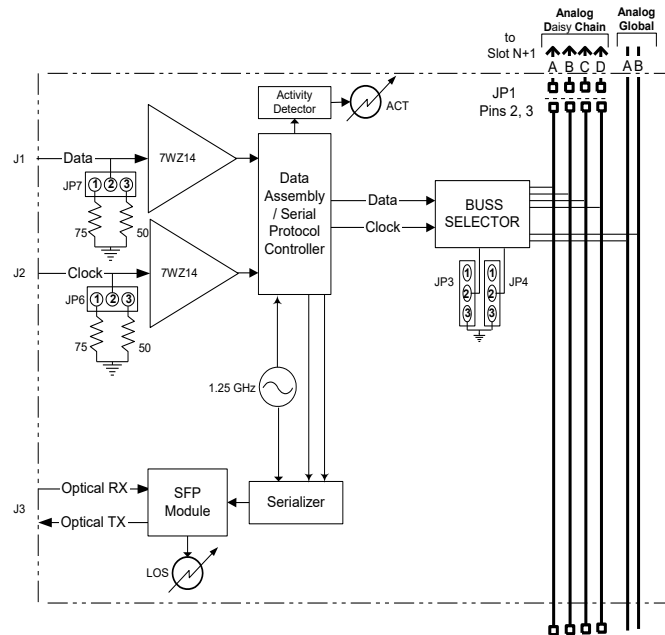 Analog
Daisy Chain
Analog
Global
to
Slot N+1
A B C D
A B
JP1
Pins 2, 3
Activity
Detector
ACT
J1
Data
7WZ14
JP7
1 2 3
75
50
Data
Assembly
/ Serial
Protocol
Controller
Data
Clock
BUSS
SELECTOR
J2
Clock
7WZ14
JP6
1 2 3
75
50
JP3
1
2
3
1
2
3
JP4
1.25 GHz
J3
Optical RX
Optical TX
SFP
Module
Serializer
LOS